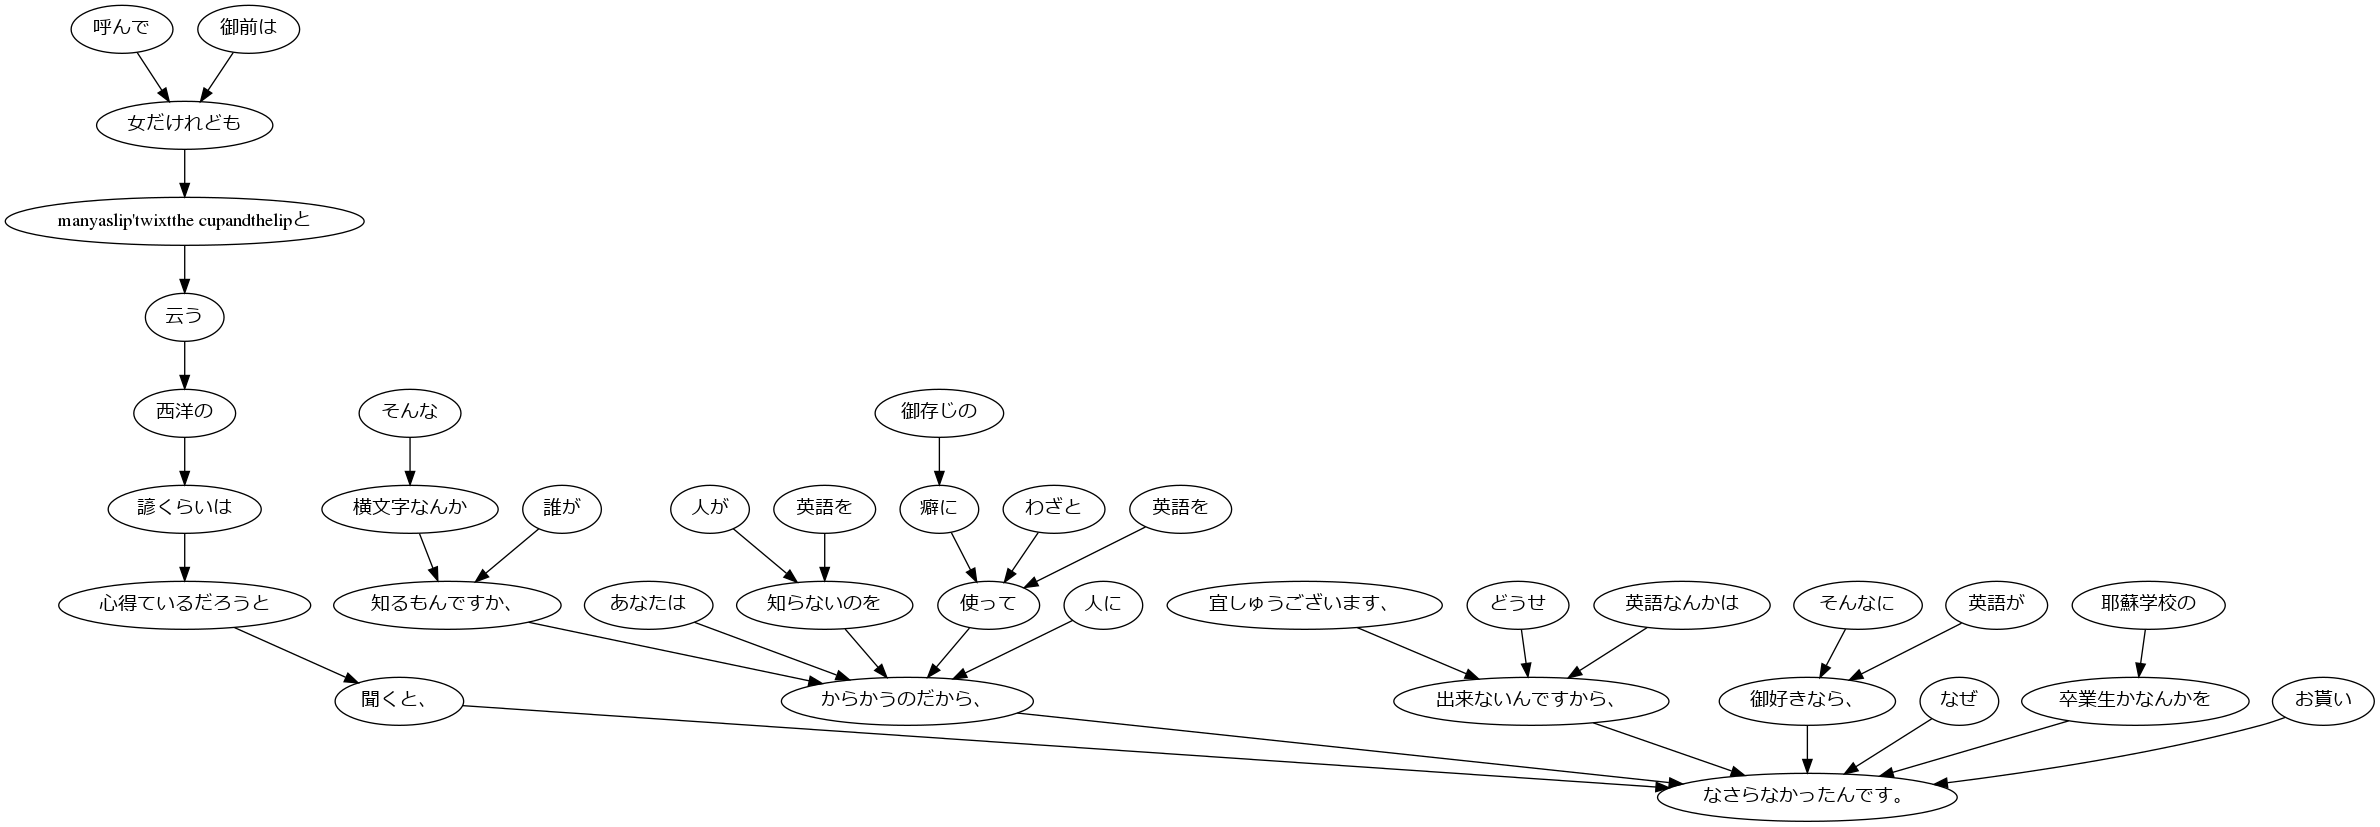 呼んで
御前は
女だけれども
manyaslip'twixtthe cupandthelipと
云う
西洋の
そんな
御存じの
諺くらいは
横文字なんか
誰が
人が
英語を
癖に
わざと
英語を
心得ているだろうと
知るもんですか、
あなたは
知らないのを
使って
人に
宜しゅうございます、
どうせ
英語なんかは
そんなに
英語が
耶蘇学校の
聞くと、
からかうのだから、
出来ないんですから、
御好きなら、
なぜ
卒業生かなんかを
お貰い
なさらなかったんです。